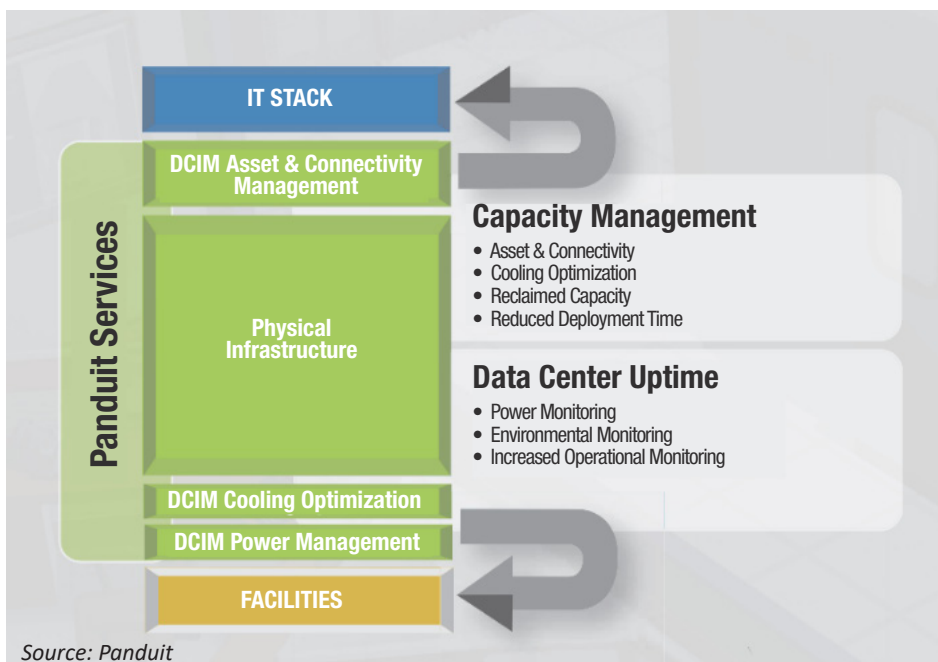 IT STACK
DCIM Asset & Connectivity
Management
Physical
Infrastructure
DCIM Cooling Optimization
DCIM Power Management
FACILITIES
Panduit Services
Capacity Management
• Asset & Connectivity
• Cooling Optimization
• Reclaimed Capacity
• Reduced Deployment Time
Data Center Uptime
• Power Monitoring
• Environmental Monitoring
• Increased Operational Monitoring
Source: Panduit